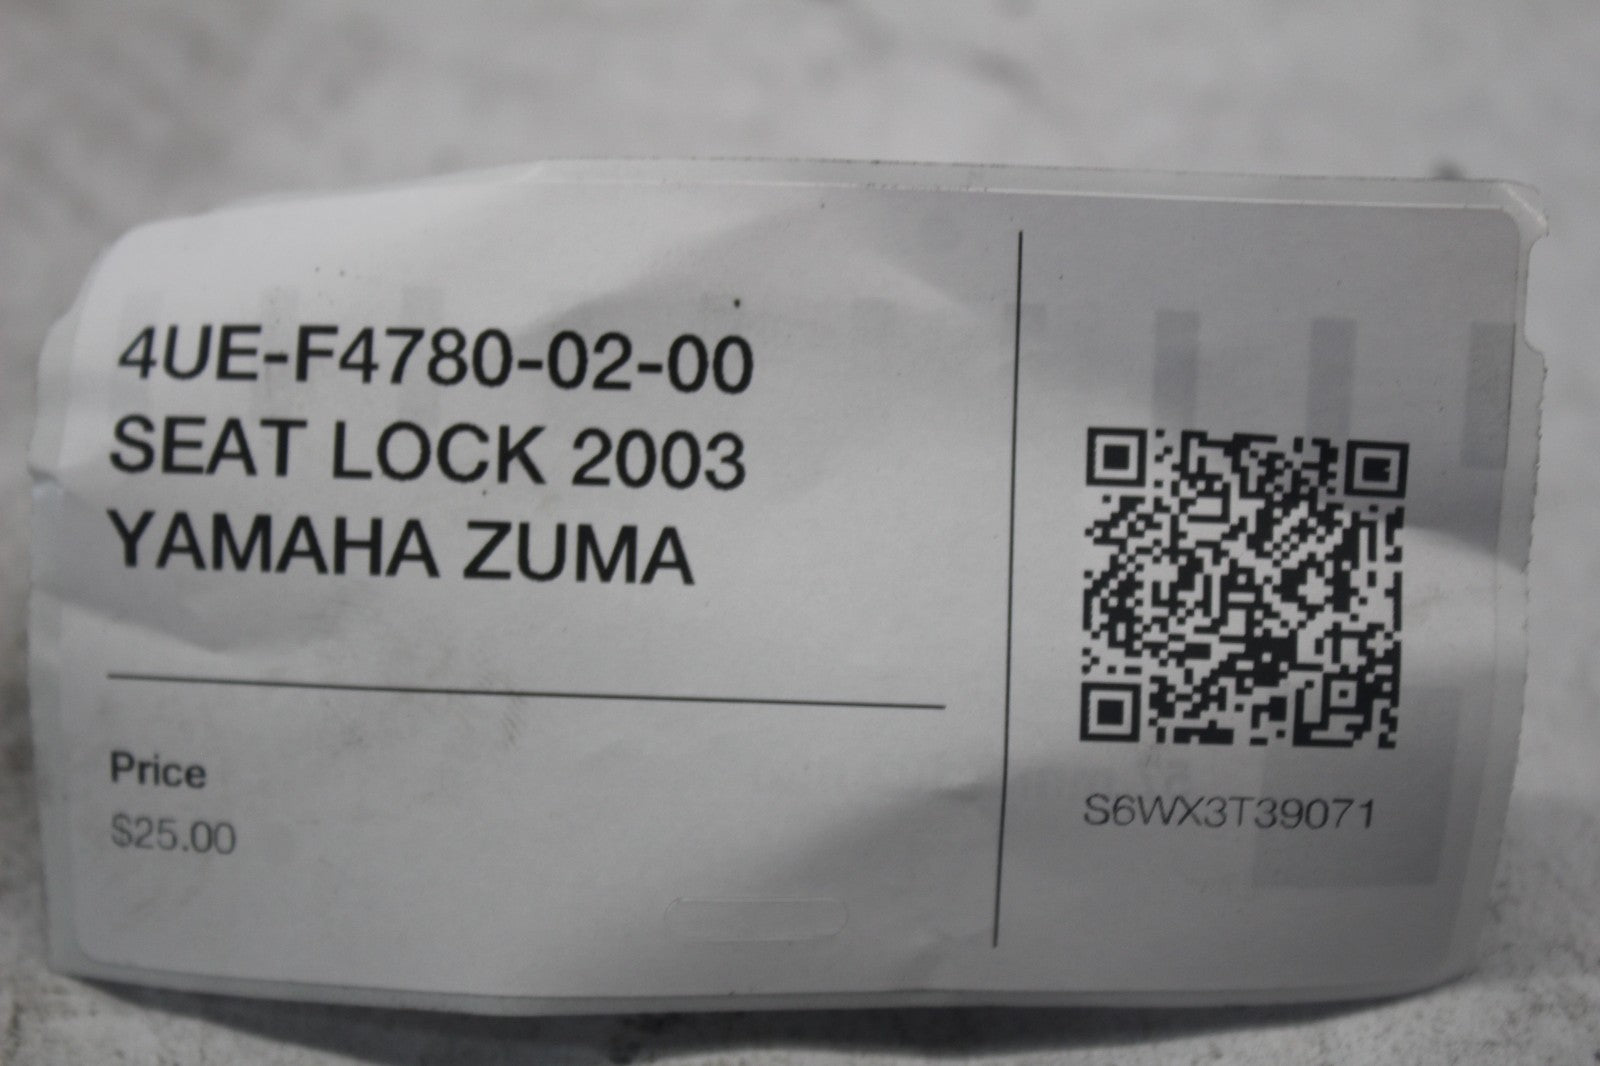 4UE-F4780-02-00
SEAT LOCK 2003
YAMAHA ZUMA
Price
$25.00
S6WX3T39071